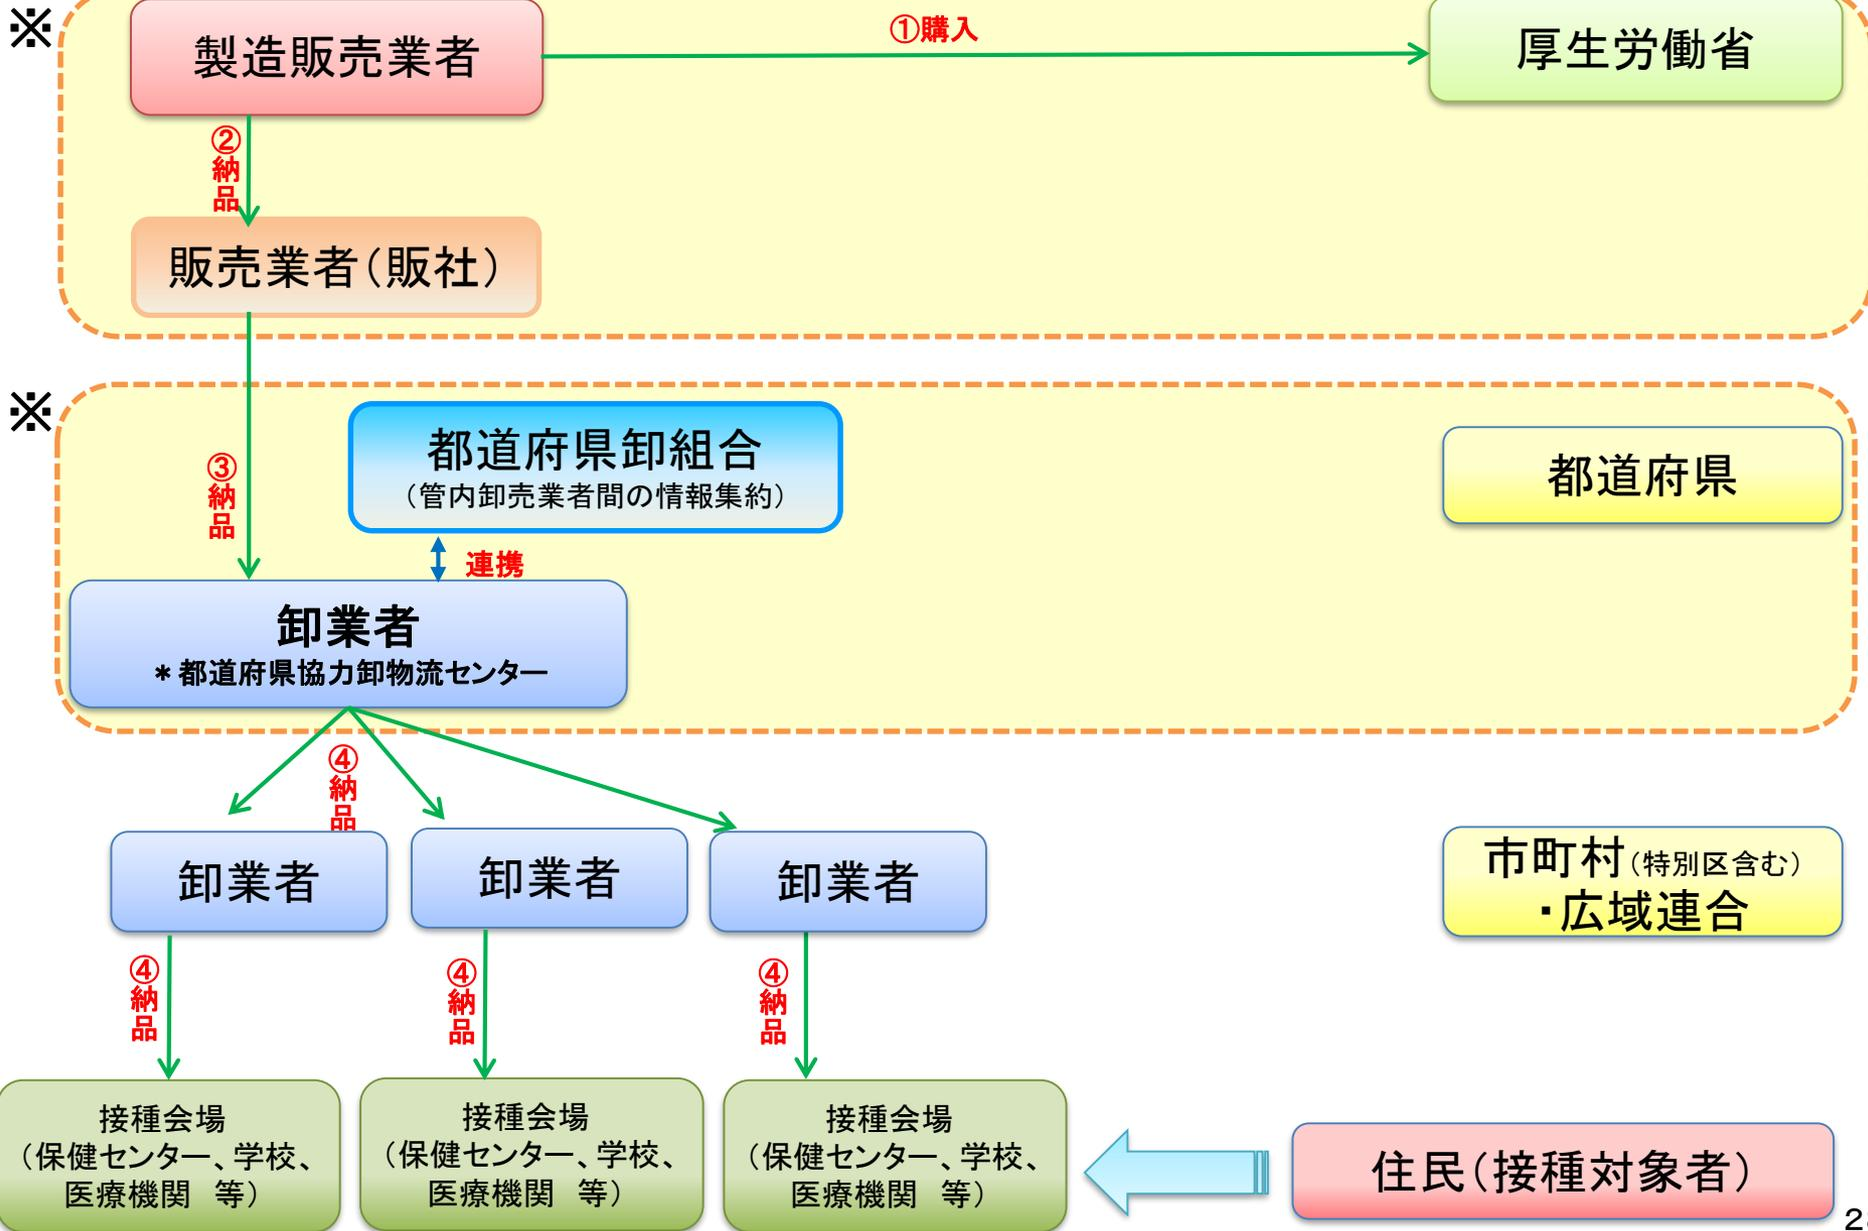 ※
製造販売業者
①購入
厚生労働省
②納品
販売業者（販社）
※
都道府県卸組合
（管内卸売業者間の情報集約）
都道府県
③納品
連携
卸業者
＊都道府県協力卸物流センター
④納品
卸業者
卸業者
卸業者
市町村（特別区含む）
・広域連合
④納品
④納品
④納品
接種会場
（保健センター、学校、
医療機関　等）
接種会場
（保健センター、学校、
医療機関　等）
接種会場
（保健センター、学校、
医療機関　等）
住民（接種対象者）